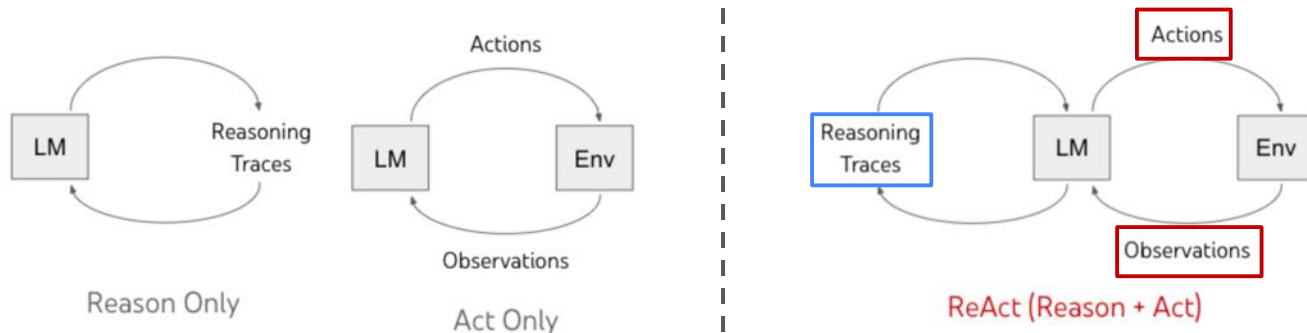 LM
Reasoning
Traces
Reason Only
Actions
LM
Env
Observations
Act Only
Actions
Reasoning
Traces
LM
Env
Observations
ReAct (Reason + Act)